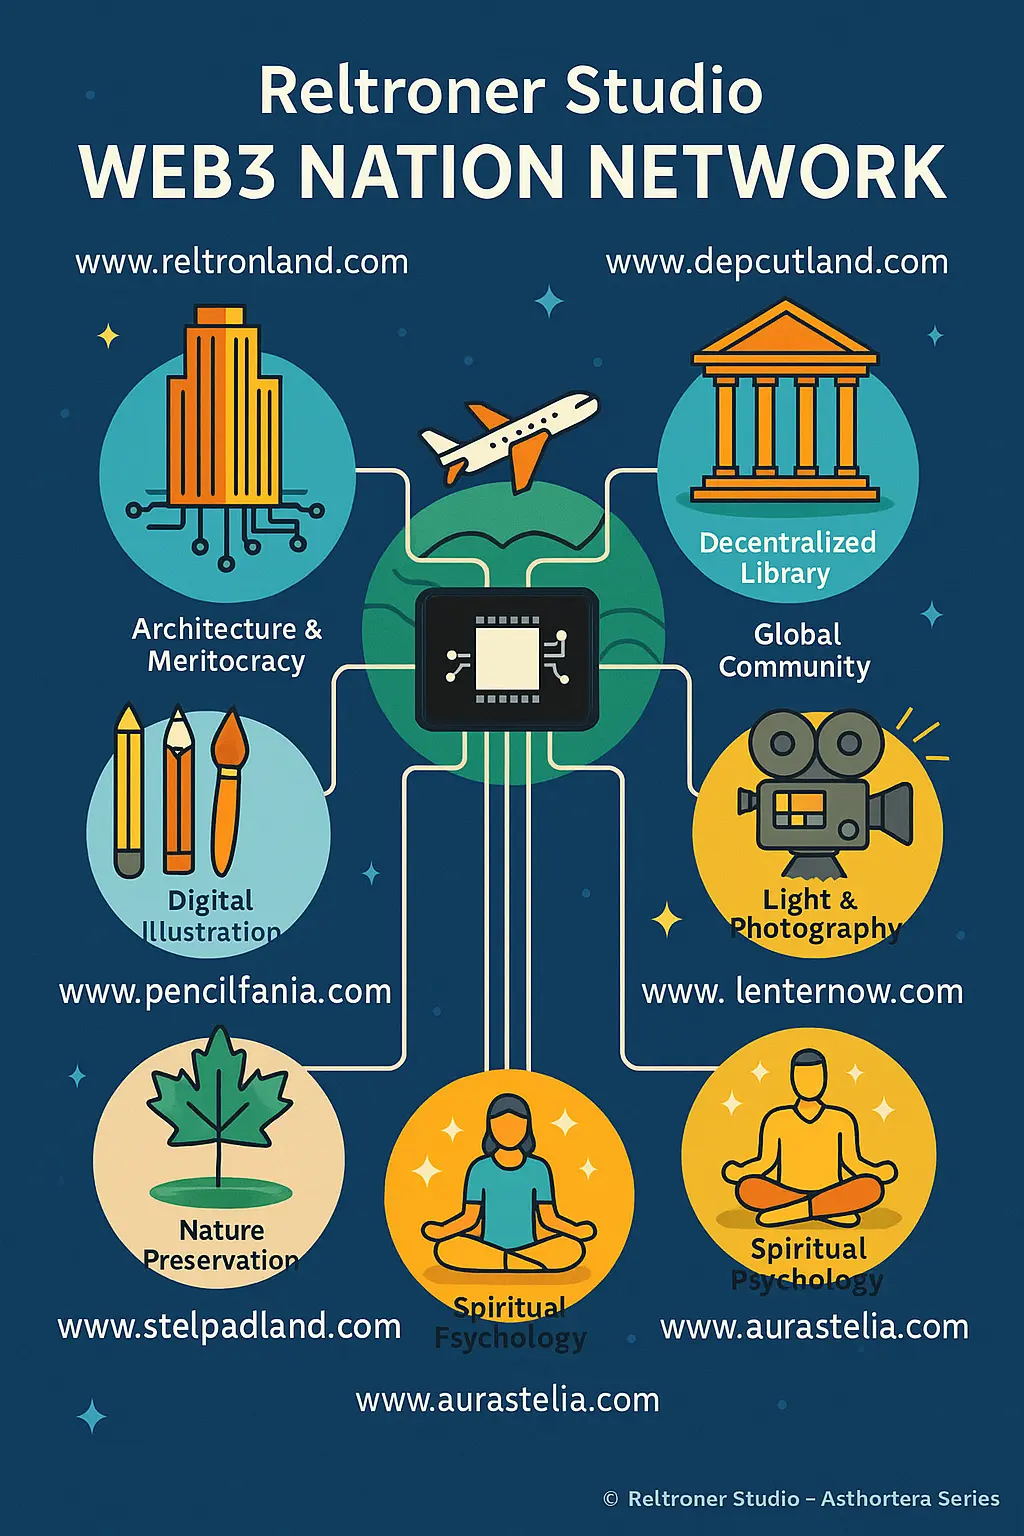 Reltroner Studio
WEB3 NATION NETWORK
www.reltronland.com
www.depcutland.com
Decentralized
Library
Architecture &
Meritocracy
Global
Community
Digital
Illustration
Light &
Photography
www.pencilfania.com
www. lenternow.com
Nature
Preservation
Spiritual
Psychology
Spiritual
Fsychology
www.stelpadland.com
www.aurastelia.com
www.aurastelia.com
© Reltroner Studio – Asthortera Series